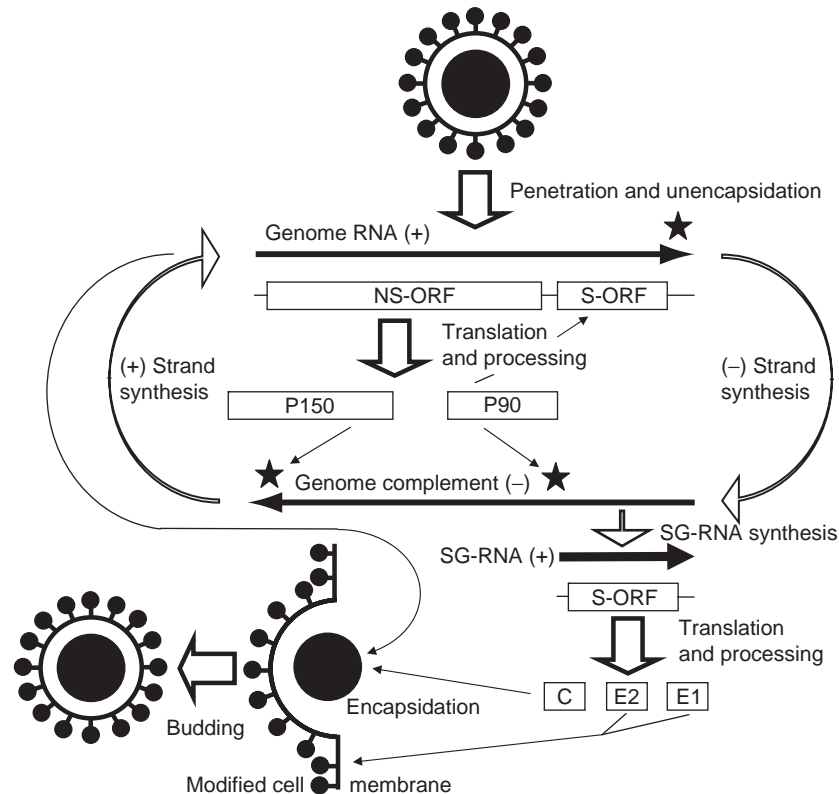 Penetration and unencapsidation
Genome RNA (+)
NS-ORF
S-ORF
Translation
and processing
(+) Strand
synthesis
(−) Strand
synthesis
P150
P90
Genome complement (−)
SG-RNA synthesis
SG-RNA (+)
S-ORF
Translation
and processing
C
E2
E1
Encapsidation
Budding
Modified cell membrane